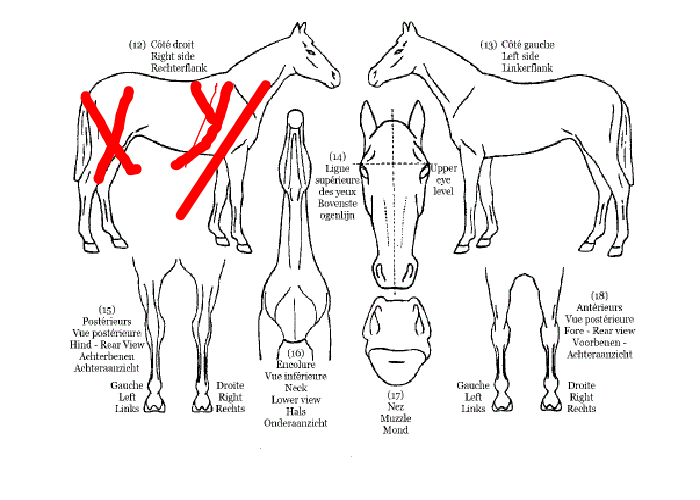 (12) Côté droit
Right side
Rechterflank
(13) Côté gauche
Left side
Linkerflank
(14)
Ligne
supérieure
des yeux
Bovenste
ogenlijn
Upper
eye
level
(15)
Postérieurs
Vue postérieure
Hind - Rear View
Achterbenen
Achteraanzicht
Gauche
Left
Links
Droite
Right
Rechts
(16)
Encolure
Vue inférieure
Neck
Lower view
Hals
Onderaanzicht
(17)
Nez
Muzzle
Mond
(18)
Antérieurs
Vue postérieure
Fore - Rear view
Voorbenen -
Achteraanzicht
Gauche
Left
Links
Droite
Right
Rechts